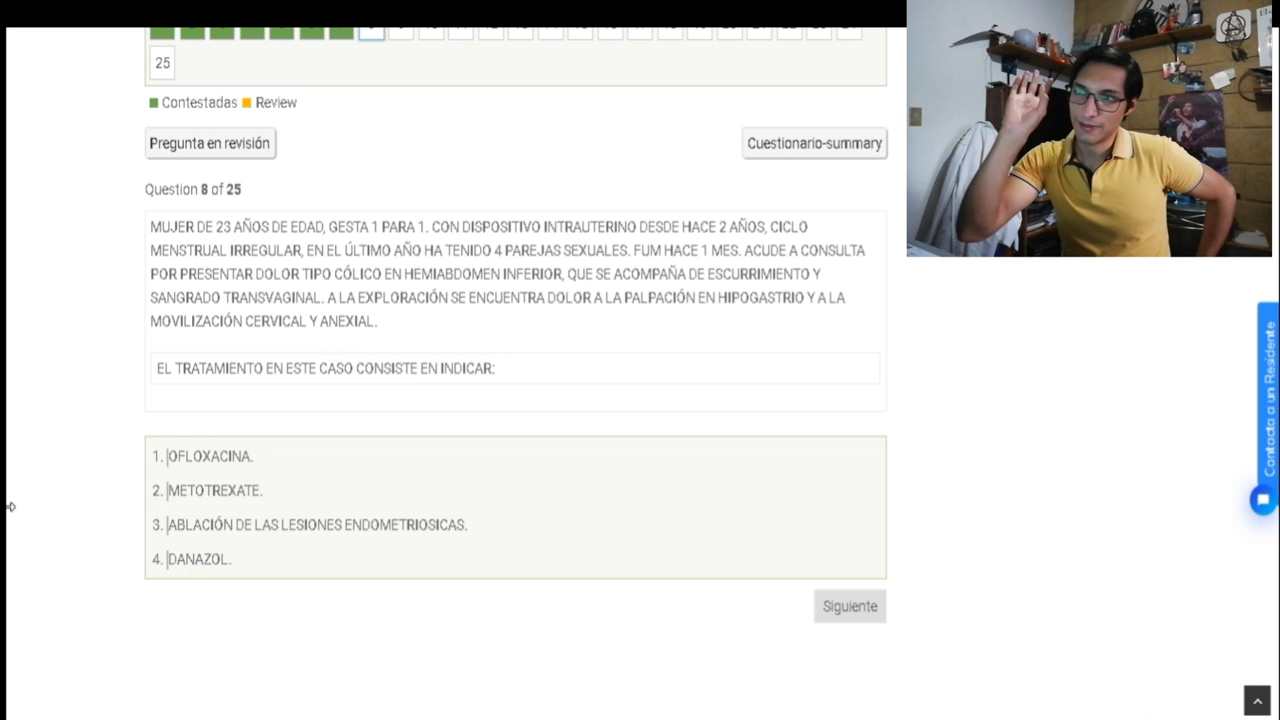 25
Contestadas Review
Pregunta en revisión
Cuestionario-summary
Question 8 of 25
MUJER DE 23 AÑOS DE EDAD, GESTA 1 PARA 1. CON DISPOSITIVO INTRAUTERINO DESDE HACE 2 AÑOS, CICLO
MENSTRUAL IRREGULAR, EN EL ÚLTIMO AÑO HA TENIDO 4 PAREJAS SEXUALES. FUM HACE 1 MES. ACUDE A CONSULTA
POR PRESENTAR DOLOR TIPO CÓLICO EN HEMIABDOMEN INFERIOR, QUE SE ACOMPAÑA DE ESCURRIMIENTO Y
SANGRADO TRANSVAGINAL. A LA EXPLORACIÓN SE ENCUENTRA DOLOR A LA PALPACIÓN EN HIPOGASTRIO Y A LA
MOVILIZACIÓN CERVICAL Y ANEXIAL.
EL TRATAMIENTO EN ESTE CASO CONSISTE EN INDICAR:
1. OFLOXACINA.
2. METOTREXATE.
3. ABLACIÓN DE LAS LESIONES ENDOMETRIOSICAS.
4. DANAZOL.
Siguiente
Contacta a un Residente